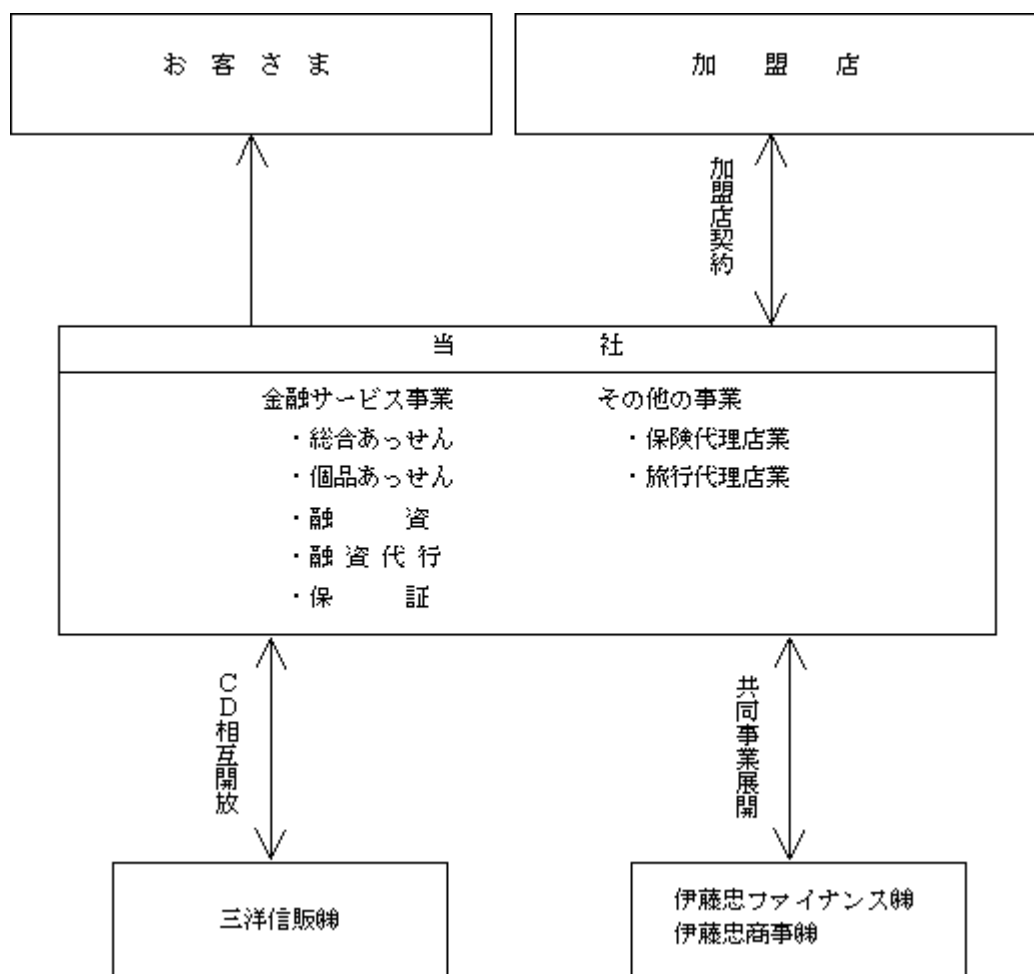 お客さま
加盟店
加盟店契約
当社
金融サービス事業
・総合あっせん
・個品あっせん
・融資
・融資代行
・保証
その他の事業
・保険代理店業
・旅行代理店業
CD相互開放
共同事業展開
三洋信販㈱
伊藤忠ファイナンス㈱
伊藤忠商事㈱